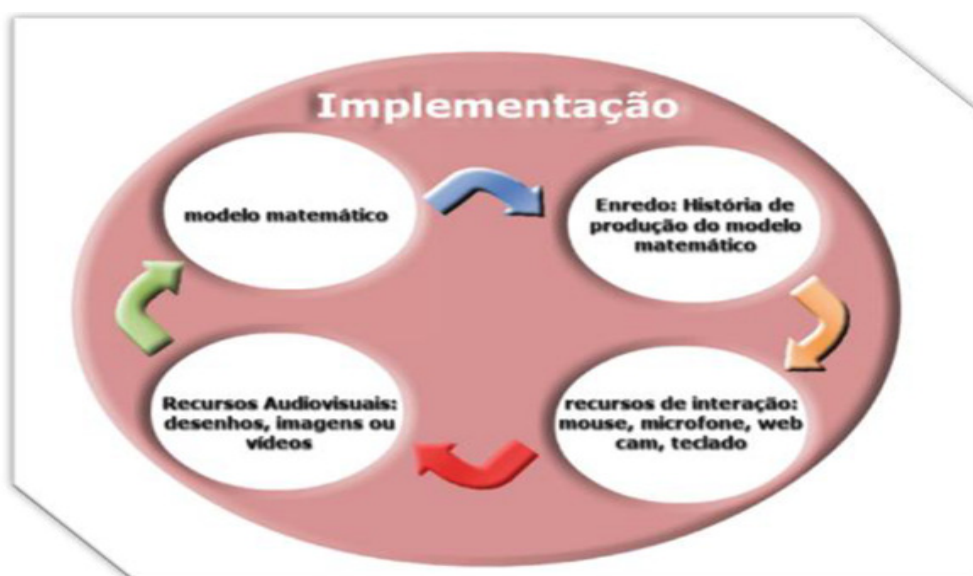 Implementação
modelo matemático
Enredo: História de
produção do modelo
matemático
recursos de interação:
mouse, microfone, web
cam, teclado
Recursos Audiovisuais:
desenhos, imagens ou
vídeos